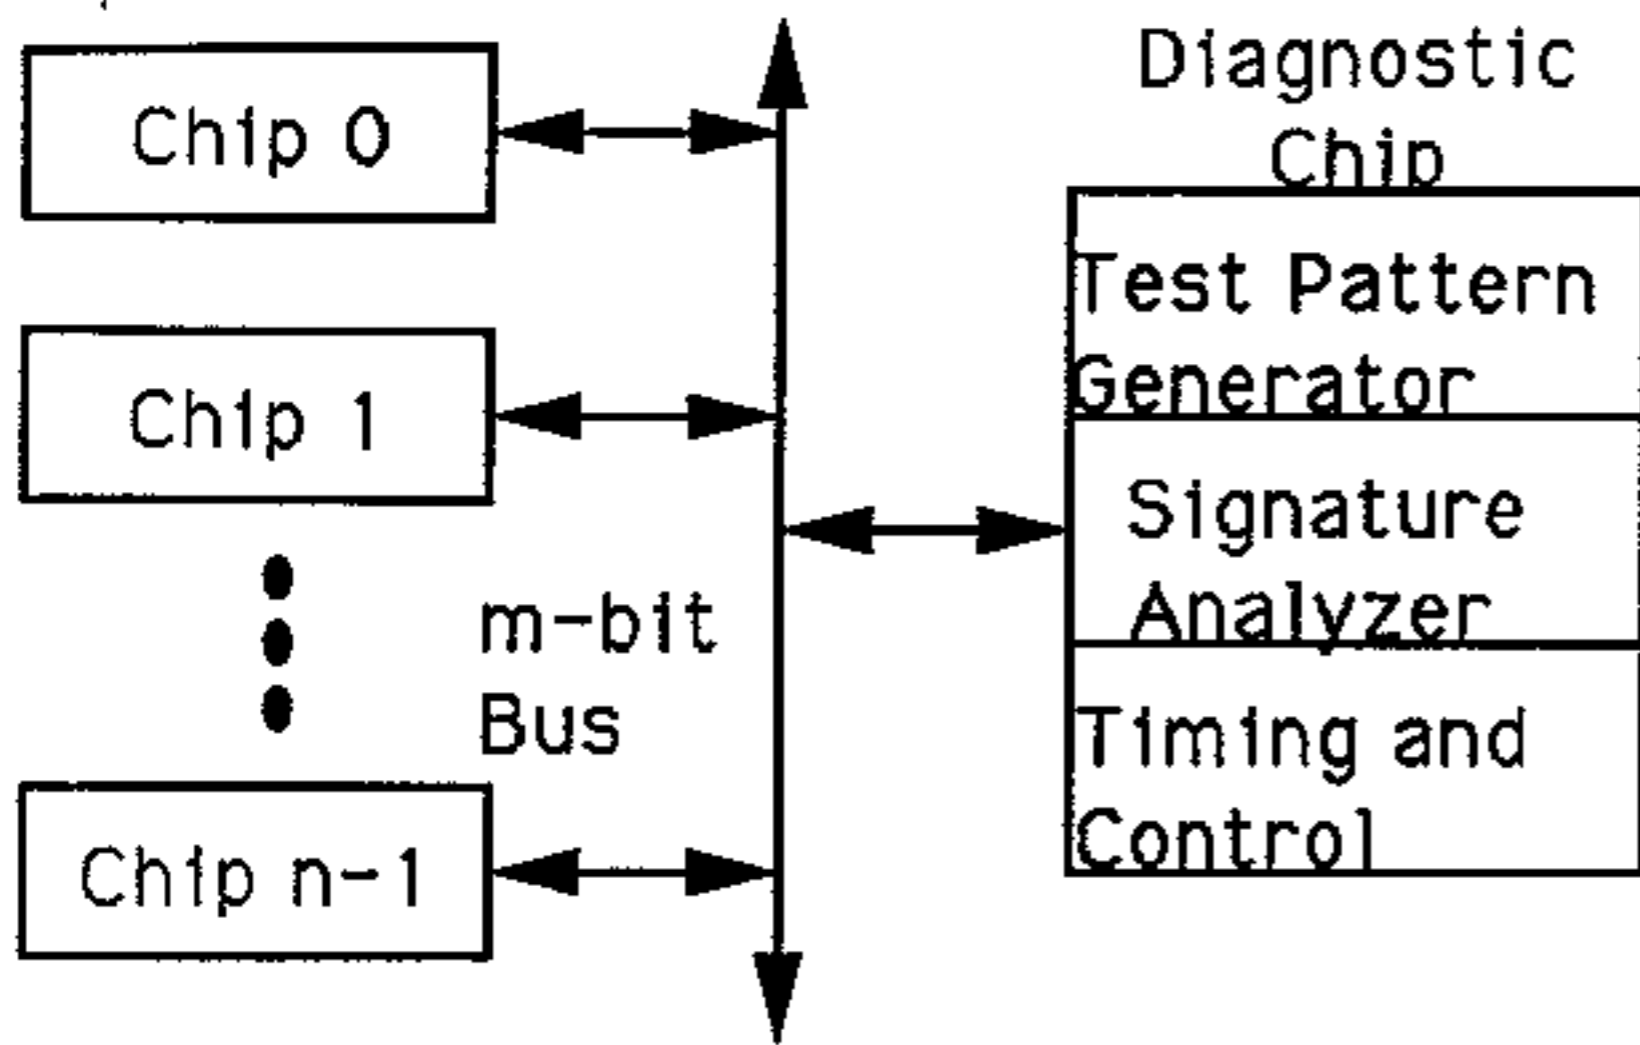 Chip 0
Chip 1
m-bit
Bus
Chip n-1
Diagnostic
Chip
Test Pattern
Generator
Signature
Analyzer
Timing and
Control